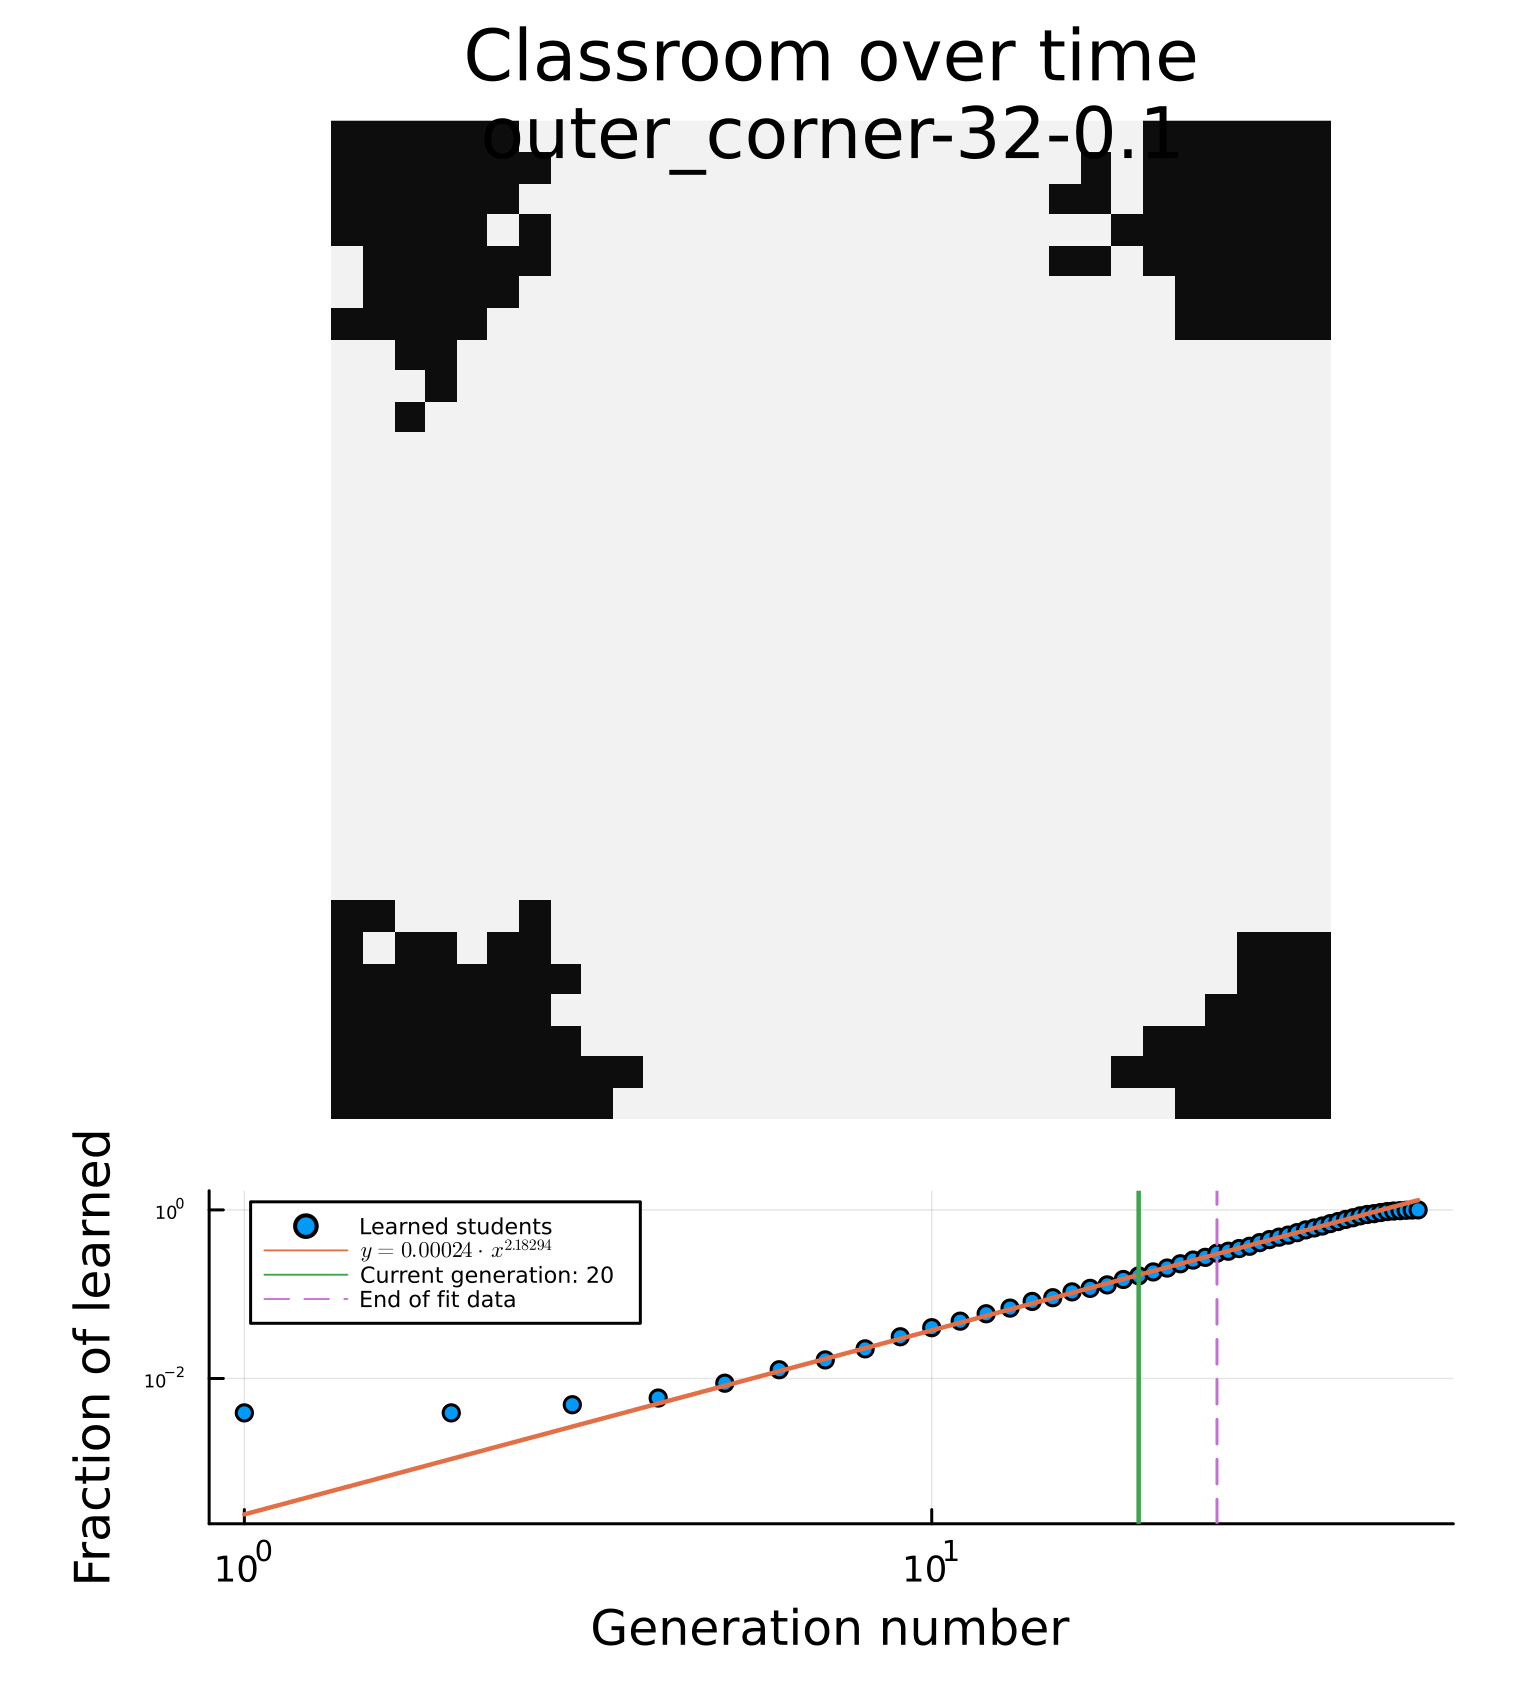 Classroom over time
outer_corner-32-0.1
Fraction of learned
10⁰
10⁻²
Learned students
y = 0.00024 · x^2.18294
Current generation: 20
End of fit data
10⁰
10¹
Generation number